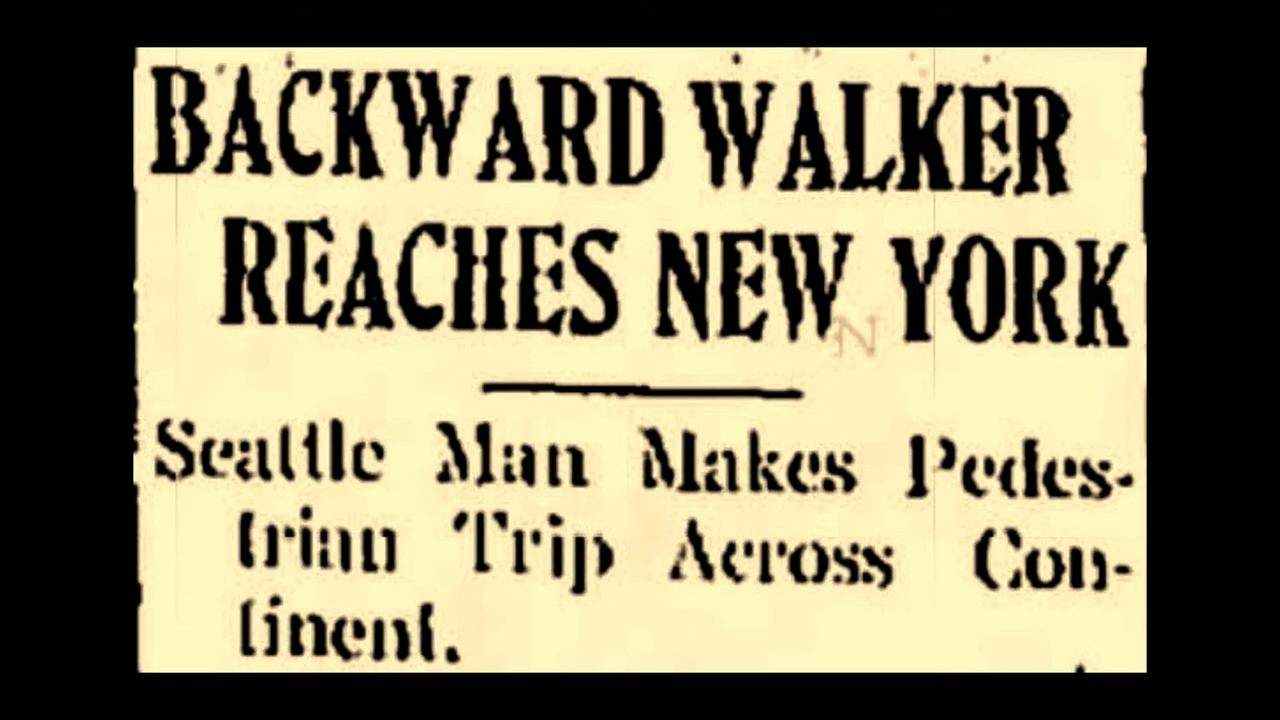 BACKWARD WALKER
REACHES NEW YORK
Seattle Man Makes Pedes-
trian Trip Across Con-
tinent.